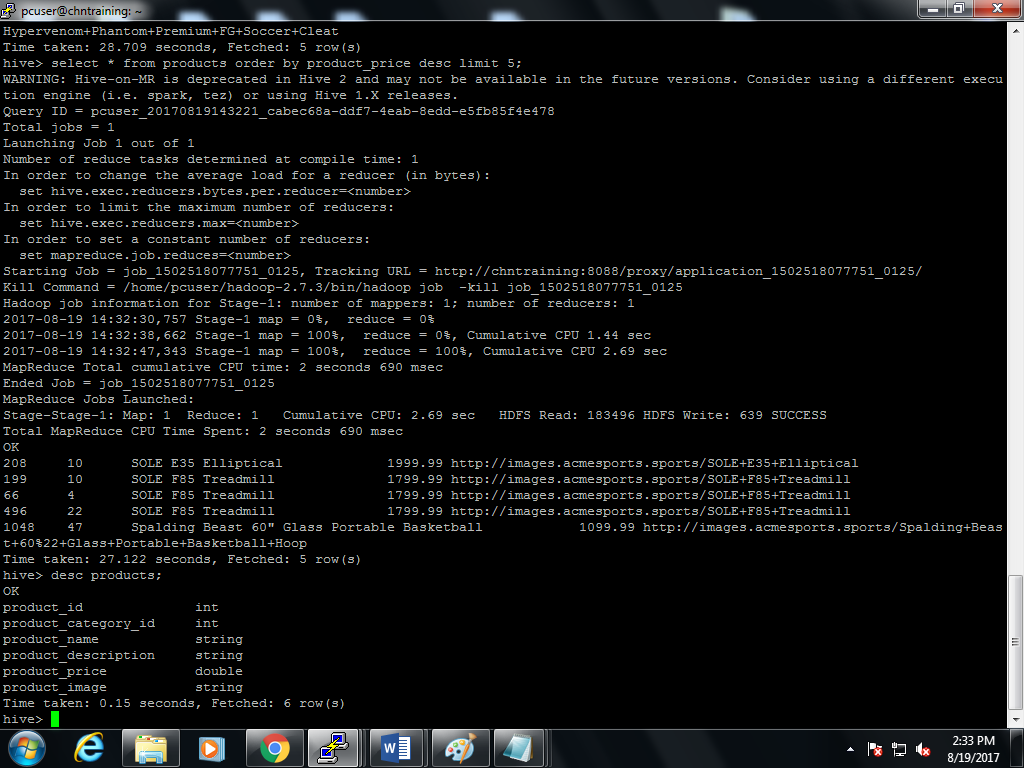 pcuser@chntraining: ~
Hypervenom+Phantom+Premium+FG+Soccer+Cleat
Time taken: 28.709 seconds, Fetched: 5 row(s)
hive> select * from products order by product_price desc limit 5;
WARNING: Hive-on-MR is deprecated in Hive 2 and may not be available in the future versions. Consider using a different execu
tion engine (i.e. spark, tez) or using Hive 1.X releases.
Query ID = pcuser_20170819143221_cabec68a-ddf7-4eab-8edd-e5fb85f4e478
Total jobs = 1
Launching Job 1 out of 1
Number of reduce tasks determined at compile time: 1
In order to change the average load for a reducer (in bytes):
  set hive.exec.reducers.bytes.per.reducer=<number>
In order to limit the maximum number of reducers:
  set hive.exec.reducers.max=<number>
In order to set a constant number of reducers:
  set mapreduce.job.reduces=<number>
Starting Job = job_1502518077751_0125, Tracking URL = http://chntraining:8088/proxy/application_1502518077751_0125/
Kill Command = /home/pcuser/hadoop-2.7.3/bin/hadoop job  -kill job_1502518077751_0125
Hadoop job information for Stage-1: number of mappers: 1; number of reducers: 1
2017-08-19 14:32:30,757 Stage-1 map = 0%,  reduce = 0%
2017-08-19 14:32:38,662 Stage-1 map = 100%,  reduce = 0%, Cumulative CPU 1.44 sec
2017-08-19 14:32:47,343 Stage-1 map = 100%,  reduce = 100%, Cumulative CPU 2.69 sec
MapReduce Total cumulative CPU time: 2 seconds 690 msec
Ended Job = job_1502518077751_0125
MapReduce Jobs Launched:
Stage-Stage-1: Map: 1  Reduce: 1   Cumulative CPU: 2.69 sec   HDFS Read: 183496 HDFS Write: 639 SUCCESS
Total MapReduce CPU Time Spent: 2 seconds 690 msec
OK
208     10      SOLE E35 Elliptical             1999.99 http://images.acmesports.sports/SOLE+E35+Elliptical
199     10      SOLE F85 Treadmill              1799.99 http://images.acmesports.sports/SOLE+F85+Treadmill
66      4       SOLE F85 Treadmill              1799.99 http://images.acmesports.sports/SOLE+F85+Treadmill
496     22      SOLE F85 Treadmill              1799.99 http://images.acmesports.sports/SOLE+F85+Treadmill
1048    47      Spalding Beast 60" Glass Portable Basketball            1099.99 http://images.acmesports.sports/Spalding+Beas
t+60%22+Glass+Portable+Basketball+Hoop
Time taken: 27.122 seconds, Fetched: 5 row(s)
hive> desc products;
OK
product_id              int
product_category_id     int
product_name            string
product_description     string
product_price           double
product_image           string
Time taken: 0.15 seconds, Fetched: 6 row(s)
hive>
2:33 PM
8/19/2017